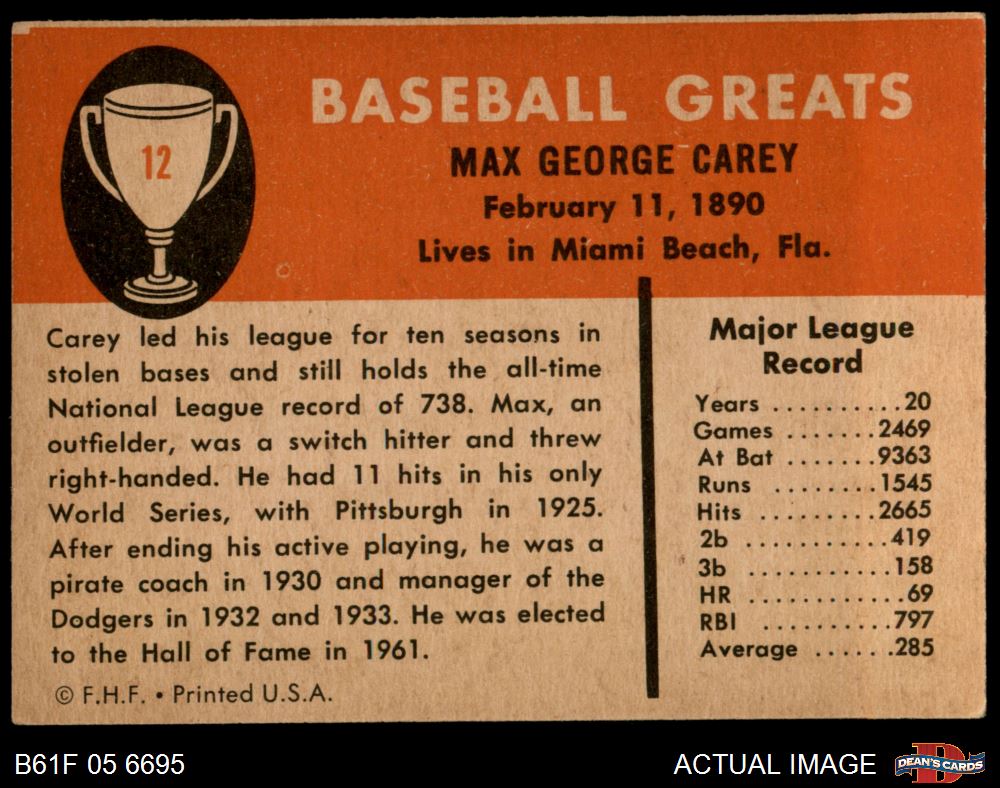 12
BASEBALL GREATS
MAX GEORGE CAREY
February 11, 1890
Lives in Miami Beach, Fla.
Carey led his league for ten seasons in
stolen bases and still holds the all-time
National League record of 738. Max, an
outfielder, was a switch hitter and threw
right-handed. He had 11 hits in his only
World Series, with Pittsburgh in 1925.
After ending his active playing, he was a
pirate coach in 1930 and manager of the
Dodgers in 1932 and 1933. He was elected
to the Hall of Fame in 1961.
© F.H.F. • Printed U.S.A.
Major League
Record
Years ..........20
Games .......2469
At Bat .......9363
Runs ........1545
Hits .........2665
2b ...........419
3b ...........158
HR ............69
RBI ..........797
Average ......285
B61F 05 6695
ACTUAL IMAGE
D
DEAN'S CARDS